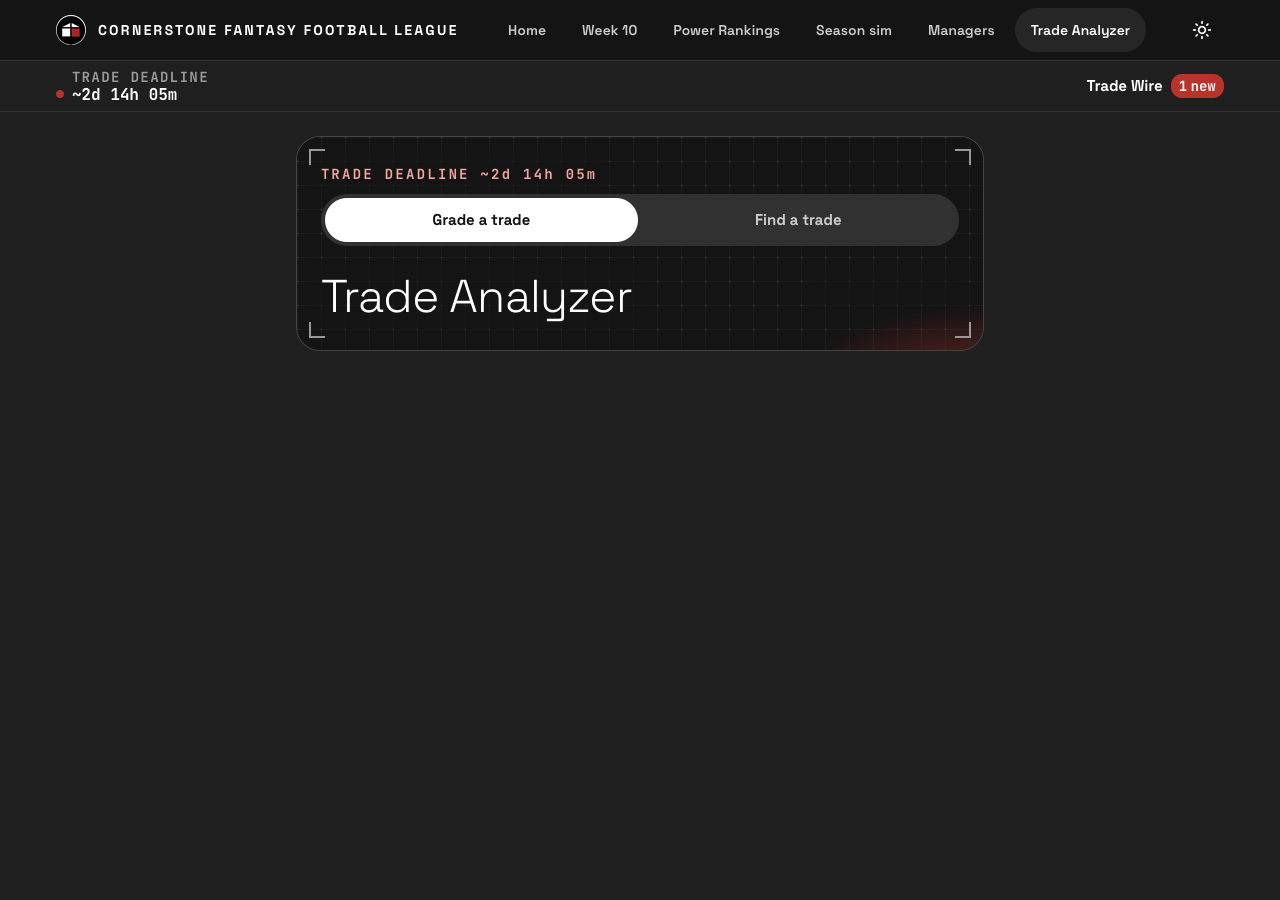 CORNERSTONE FANTASY FOOTBALL LEAGUE
Home
Week 10
Power Rankings
Season sim
Managers
Trade Analyzer
TRADE DEADLINE
~2d 14h 05m
Trade Wire
1 new
TRADE DEADLINE ~2d 14h 05m
Grade a trade
Find a trade
Trade Analyzer